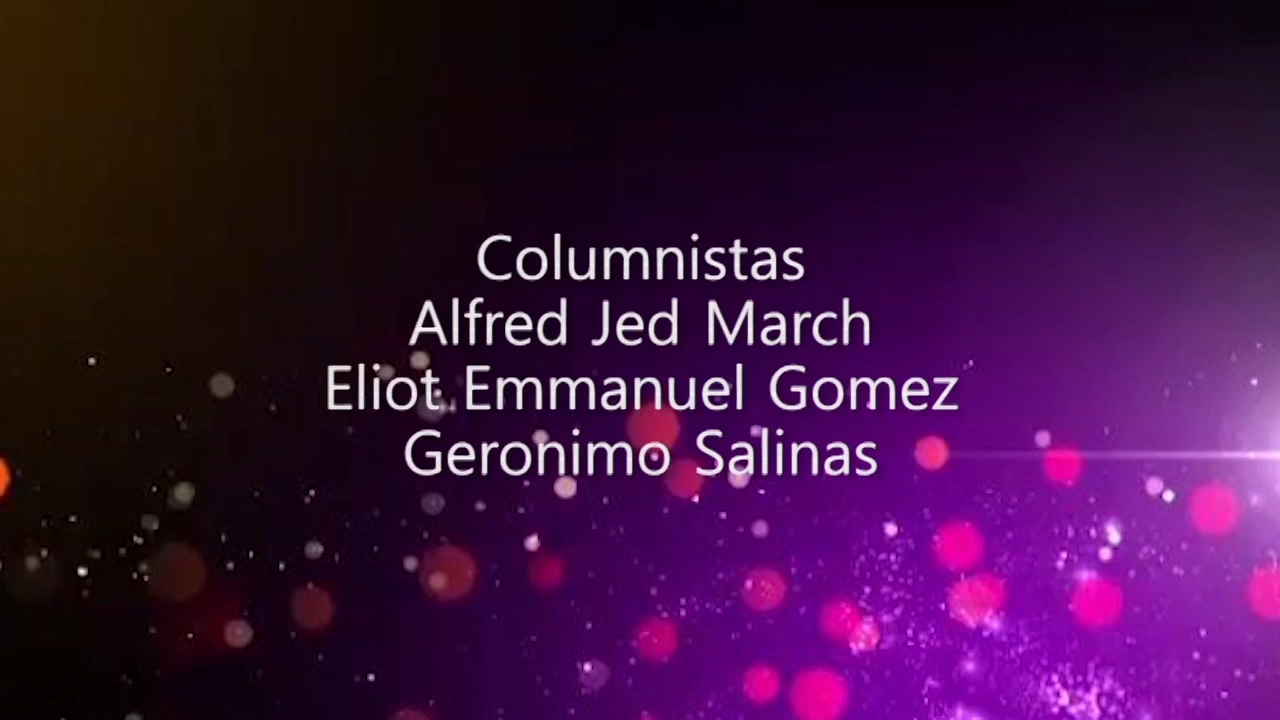 Columnistas
Alfred Jed March
Eliot Emmanuel Gomez
Geronimo Salinas